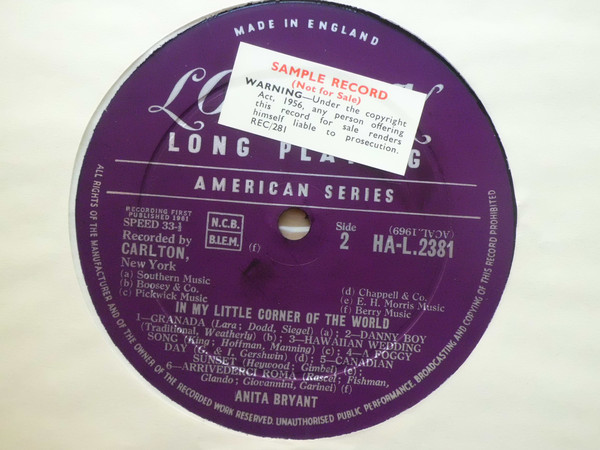 MADE IN ENGLAND
SAMPLE RECORD
(Not for Sale)
WARNING—Under the copyright
Act, 1956, any person offering
this record for sale renders
himself liable to prosecution.
REC/281
LONG PLA G
AMERICAN SERIES
RECORDING FIRST
PUBLISHED 1961
SPEED 33⅓
N.C.B.
B.I.E.M.
(f)
Side
2
(ACAL.1969)
HA-L.2381
Recorded by
CARLTON,
New York
(a) Southern Music
(b) Boosey & Co.
(c) Pickwick Music
(d) Chappell & Co.
(e) E. H. Morris Music
(f) Berry Music
IN MY LITTLE CORNER OF THE WORLD
1—GRANADA (Lara; Dodd, Siegel) (a); 2—DANNY BOY
(Traditional, Weatherly) (b); 3—HAWAIIAN WEDDING
SONG (King; Hoffman, Manning) (c); 4—A FOGGY
DAY (G. & I. Gershwin) (d); 5—CANADIAN
SUNSET (Heywood; Gimbel) (e);
6—ARRIVEDERCI ROMA (Rascel; Fishman,
Glando; Giovannini, Garinei) (f)
ANITA BRYANT
ALL RIGHTS OF THE MANUFACTURER AND OF THE OWNER OF THE RECORDED WORK RESERVED. UNAUTHORISED PUBLIC PERFORMANCE, BROADCASTING AND COPYING OF THIS RECORD PROHIBITED